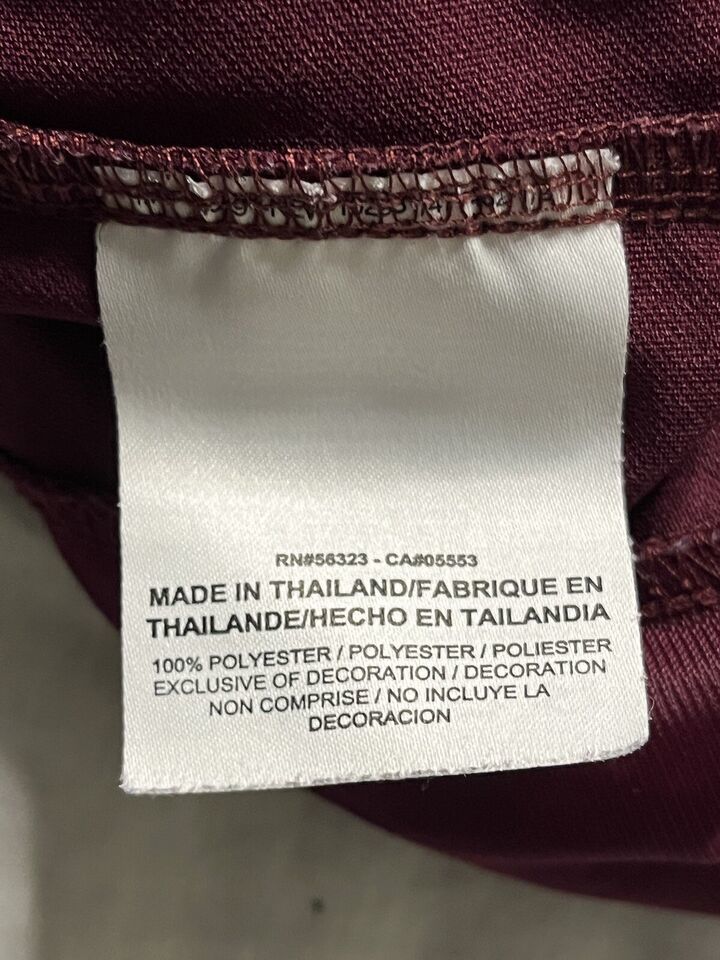 RN#56323 - CA#05553
MADE IN THAILAND/FABRIQUE EN
THAILANDE/HECHO EN TAILANDIA
100% POLYESTER / POLYESTER / POLIESTER
EXCLUSIVE OF DECORATION / DECORATION
NON COMPRISE / NO INCLUYE LA
DECORACION